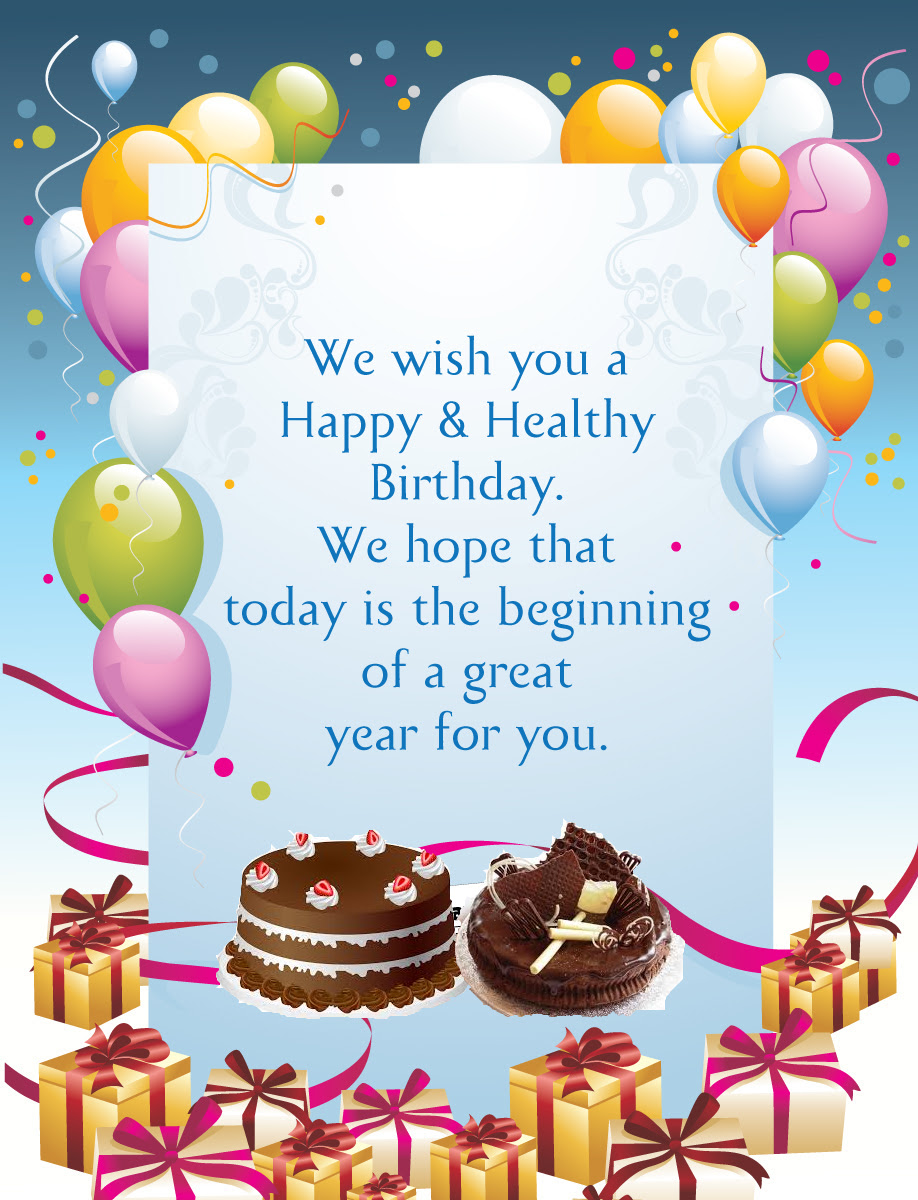 We wish you a
Happy & Healthy
Birthday.
We hope that
today is the beginning
of a great
year for you.